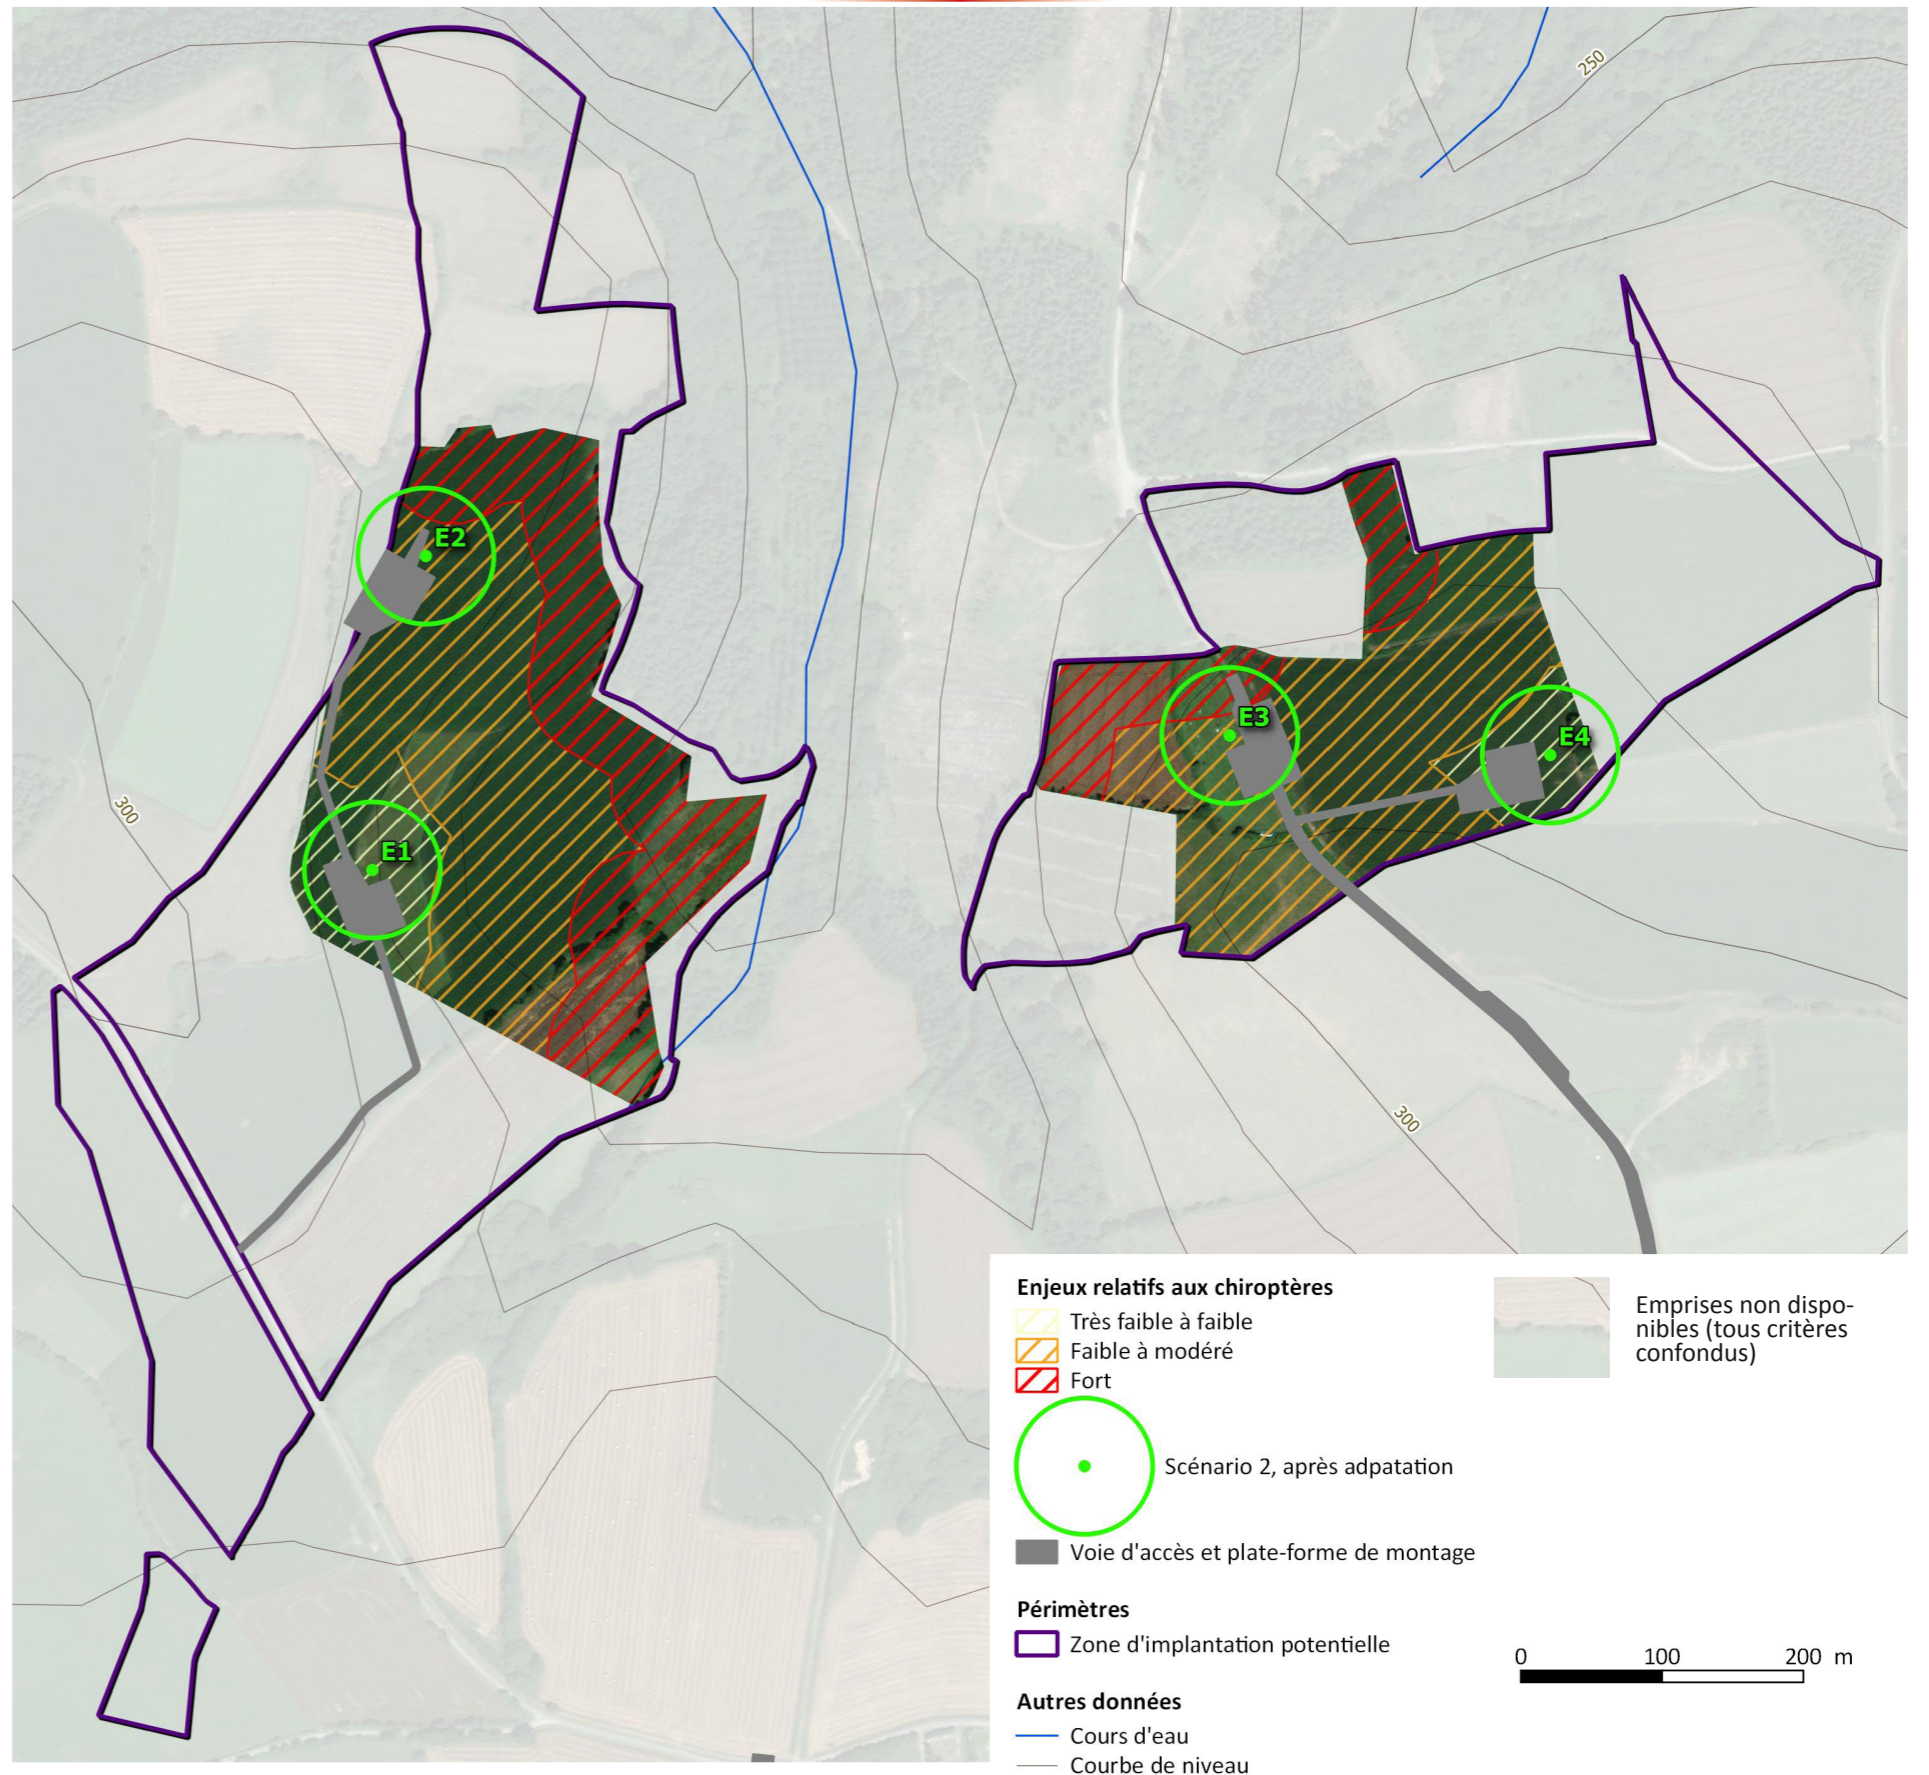 250
E2
E3
E4
300
E1
300
Enjeux relatifs aux chiroptères
Très faible à faible
Faible à modéré
Fort
Scénario 2, après adpatation
Voie d'accès et plate-forme de montage
Périmètres
Zone d'implantation potentielle
Autres données
Cours d'eau
Courbe de niveau
Emprises non dispo-
nibles (tous critères
confondus)
0 100 200 m